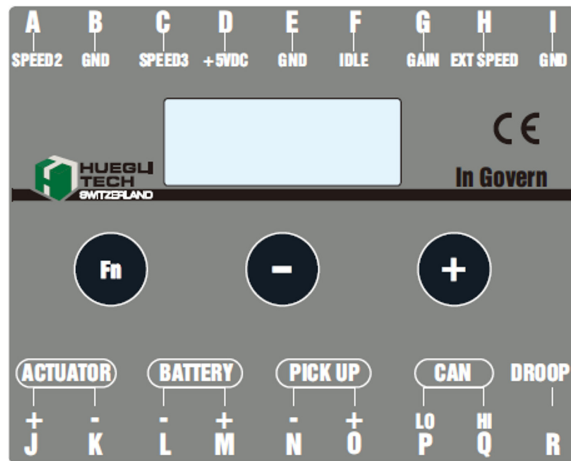 A B C D E F G H I
SPEED2 GND SPEED3 +5VDC GND IDLE GAIN EXT SPEED GND
CE
HUEGLI
TECH
SWITZERLAND
In Govern
Fn - +
ACTUATOR BATTERY PICK UP CAN DROOP
+ - - + - + LO HI
J K L M N O P Q R